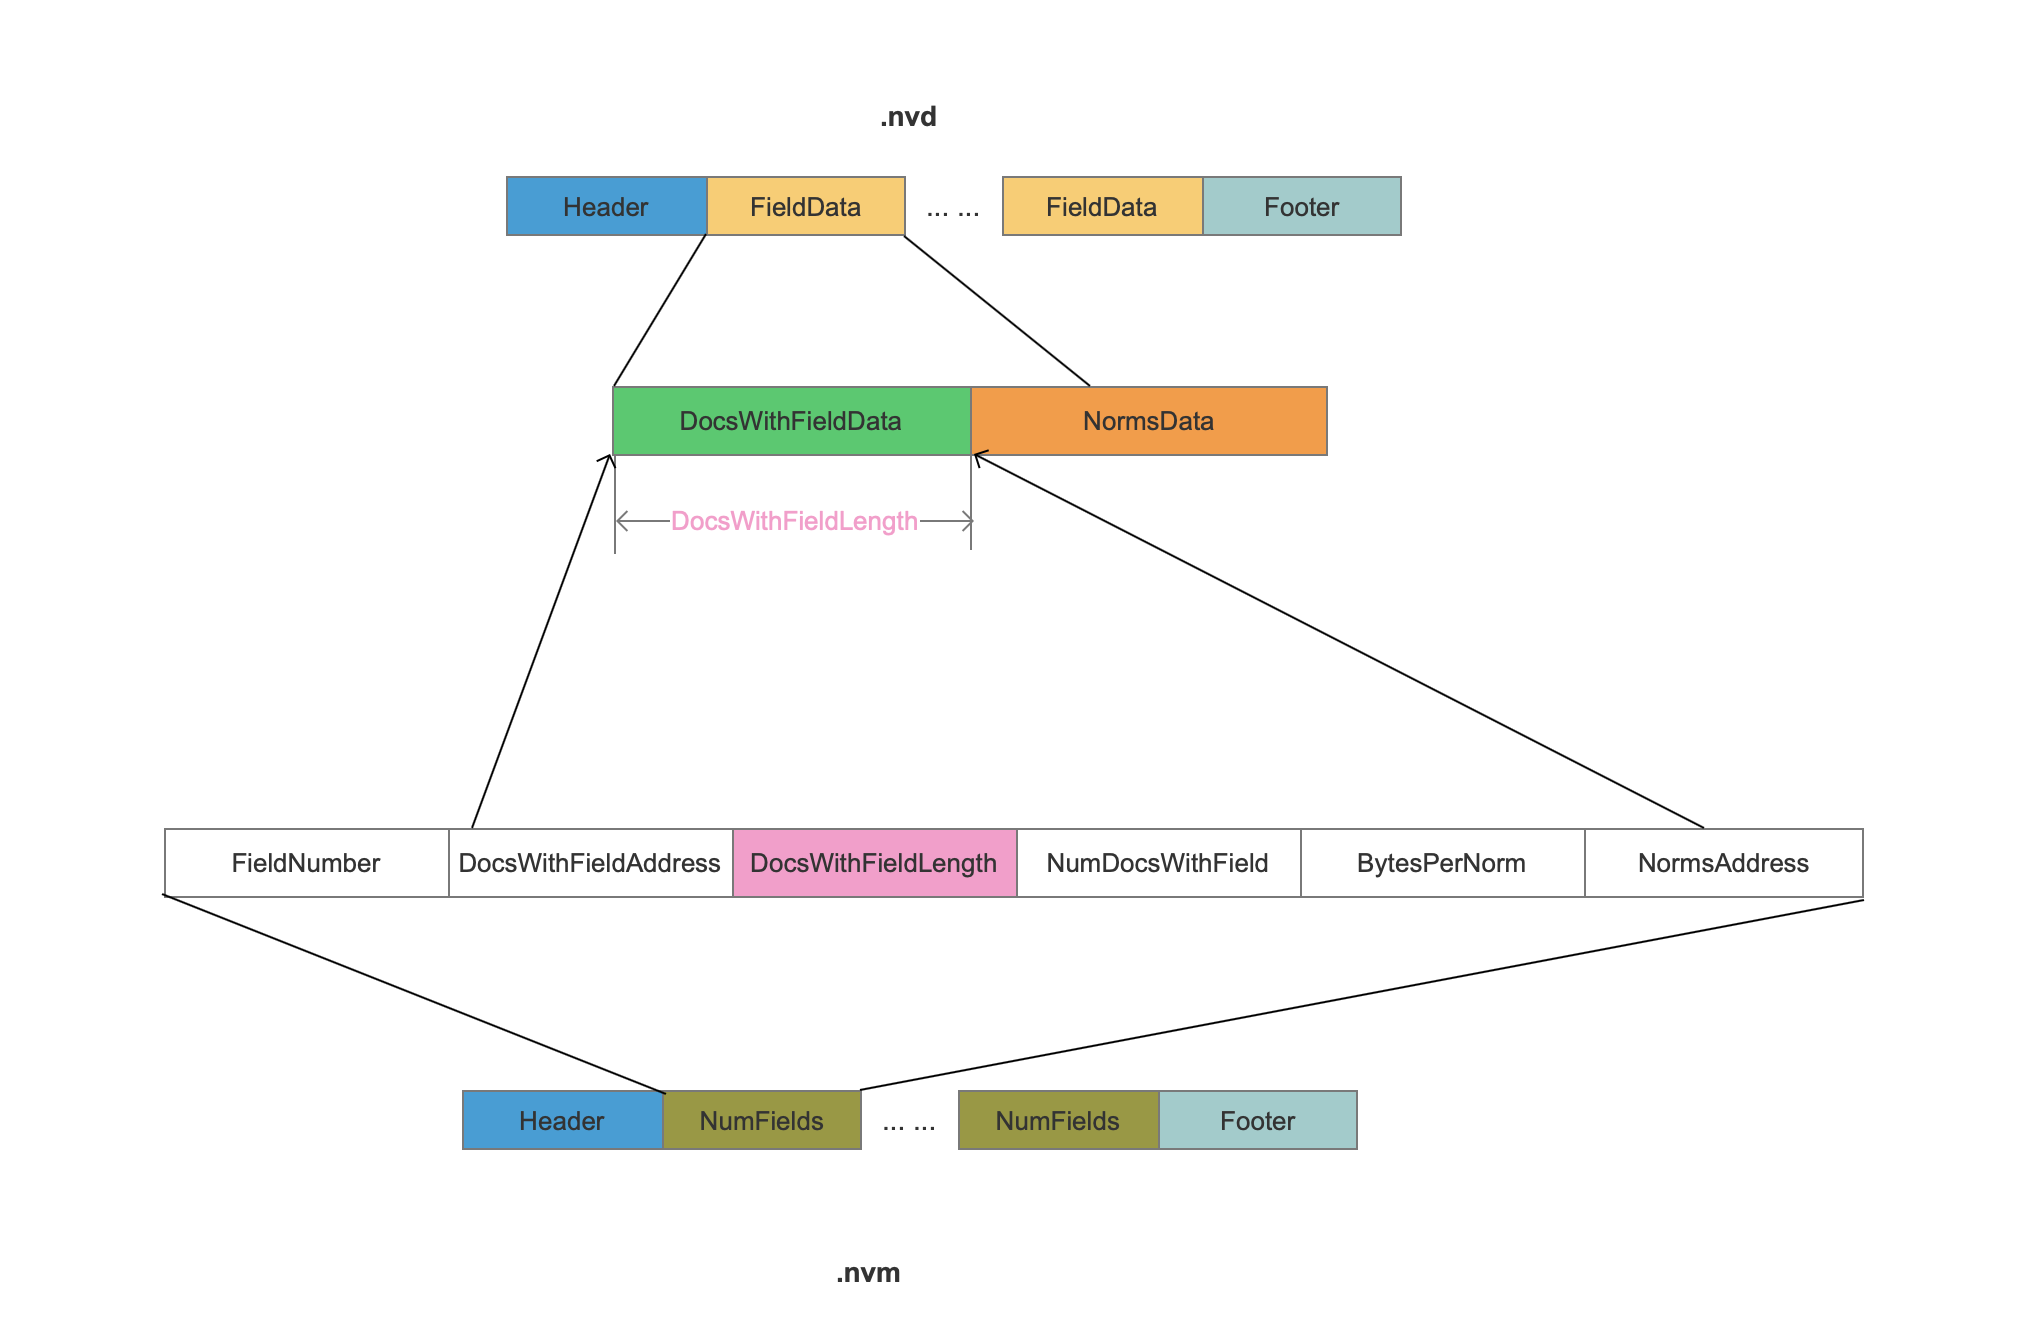 .nvd
Header FieldData ... ... FieldData Footer
DocsWithFieldData NormsData
DocsWithFieldLength
FieldNumber DocsWithFieldAddress DocsWithFieldLength NumDocsWithField BytesPerNorm NormsAddress
Header NumFields ... ... NumFields Footer
.nvm